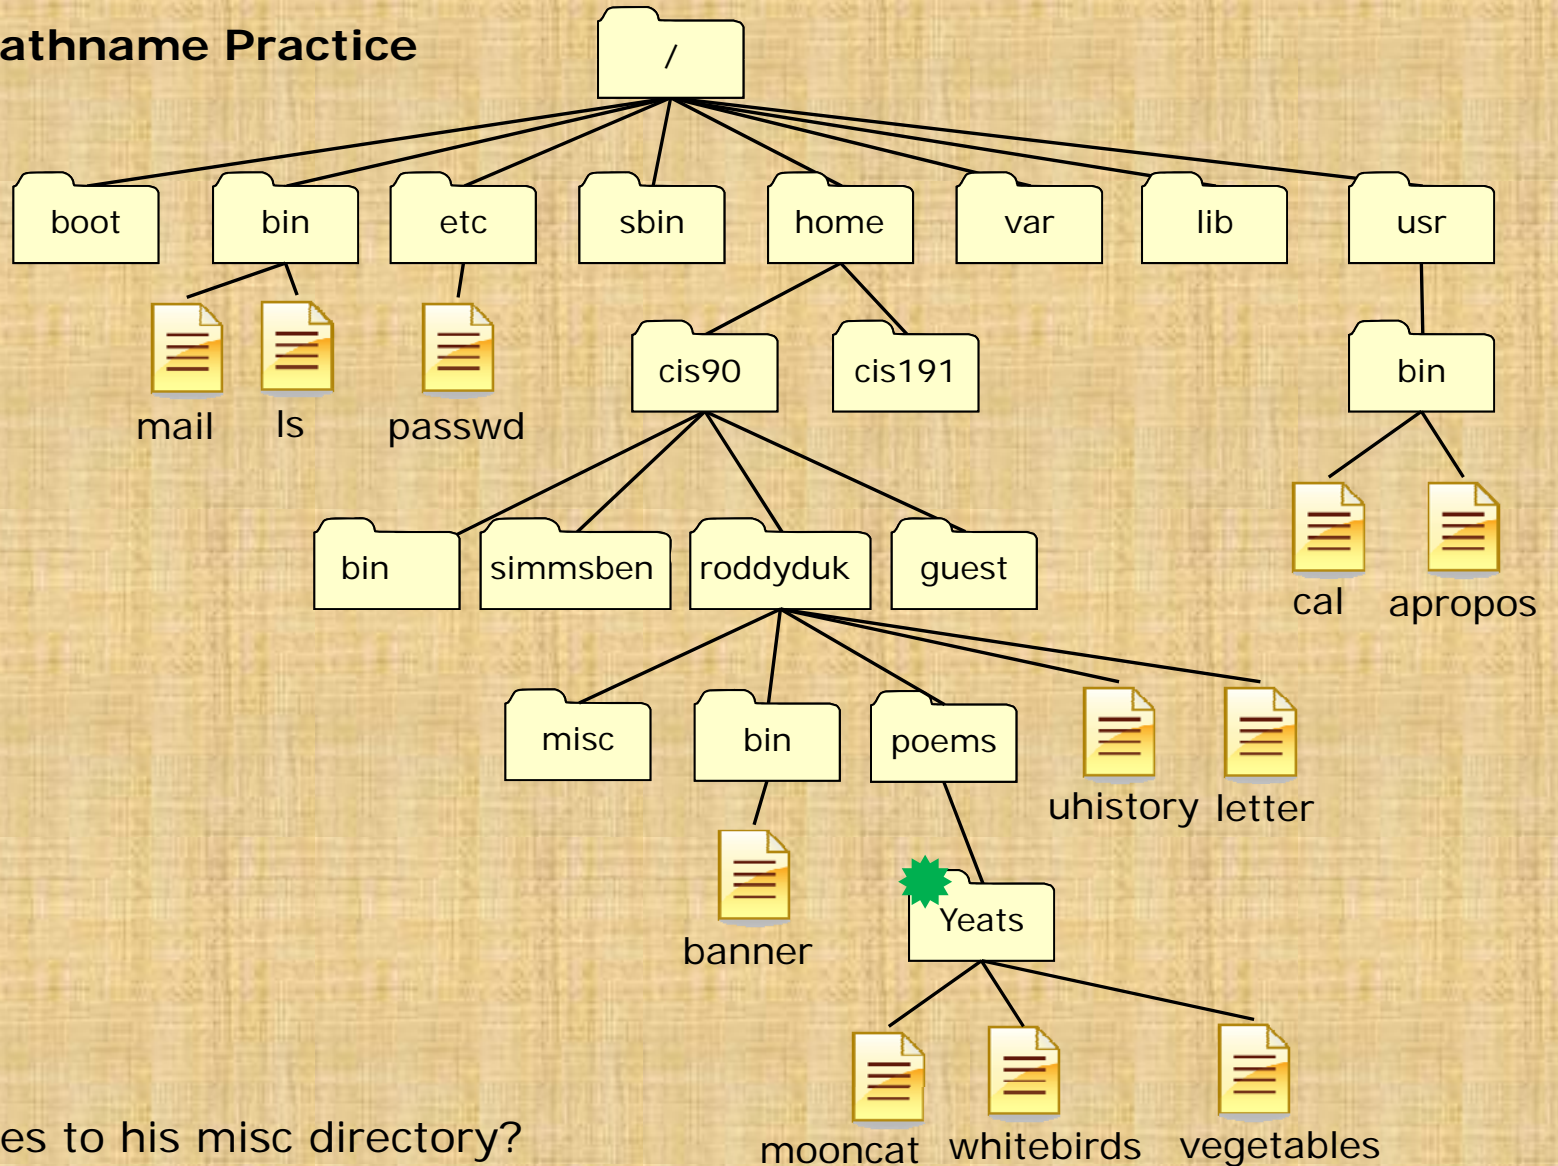 athname Practice
/
boot bin etc sbin home var lib usr
cis90 cis191 bin
mail ls passwd
bin simmsben roddyduk guest
cal apropos
misc bin poems
uhistory letter
Yeats
banner
es to his misc directory?
mooncat whitebirds vegetables